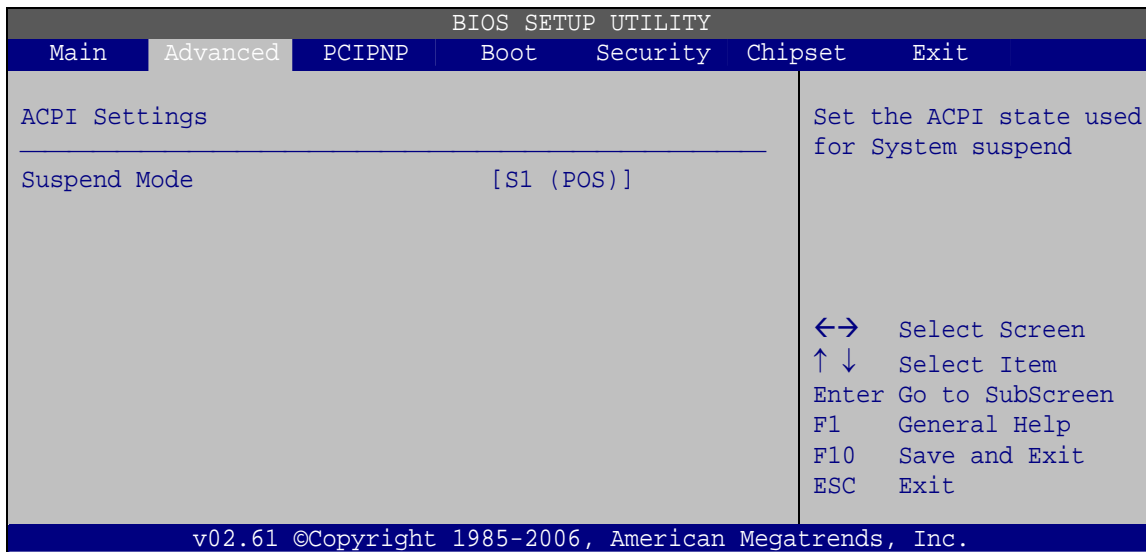 BIOS SETUP UTILITY
Main Advanced PCIPNP Boot Security Chipset Exit
ACPI Settings
Suspend Mode [S1 (POS)]
Set the ACPI state used
for System suspend
←→ Select Screen
↑ ↓ Select Item
Enter Go to SubScreen
F1 General Help
F10 Save and Exit
ESC Exit
v02.61 ©Copyright 1985-2006, American Megatrends, Inc.